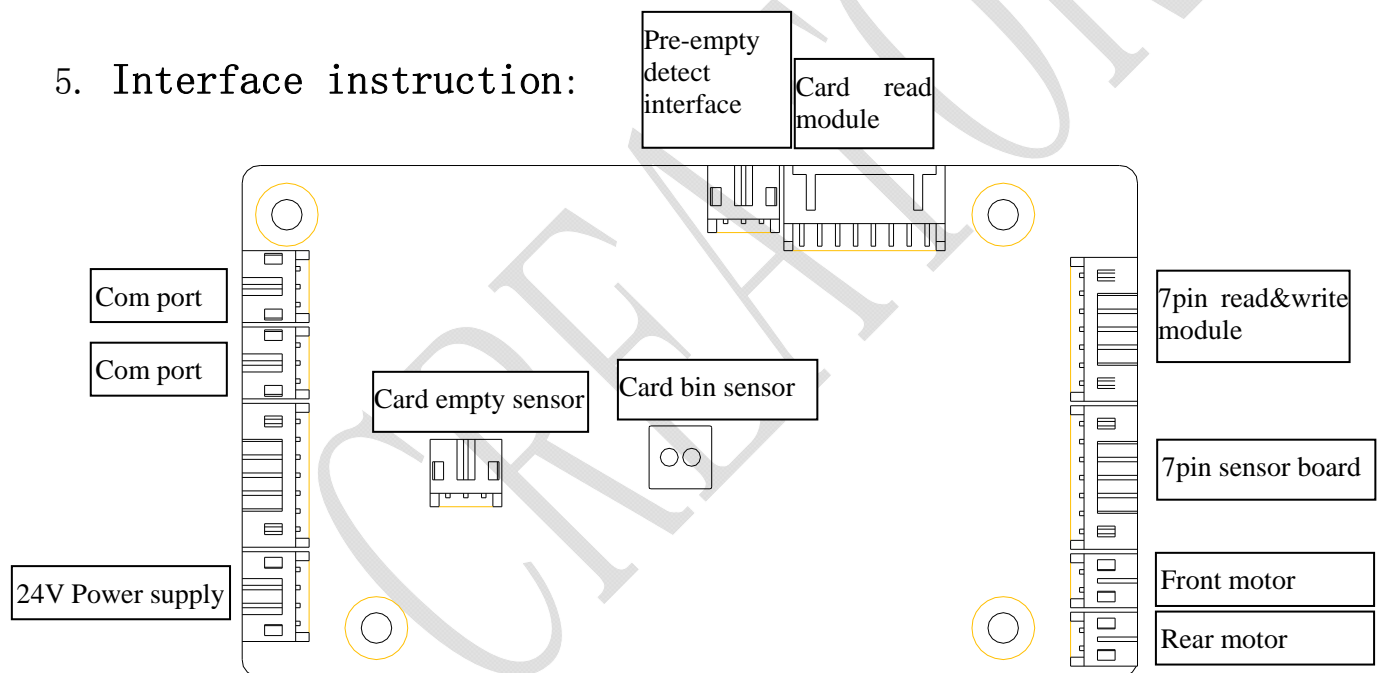 5. Interface instruction:
Pre-empty
detect
interface
Card read
module
Com port
Com port
Card empty sensor
Card bin sensor
7pin read&write
module
7pin sensor board
24V Power supply
Front motor
Rear motor